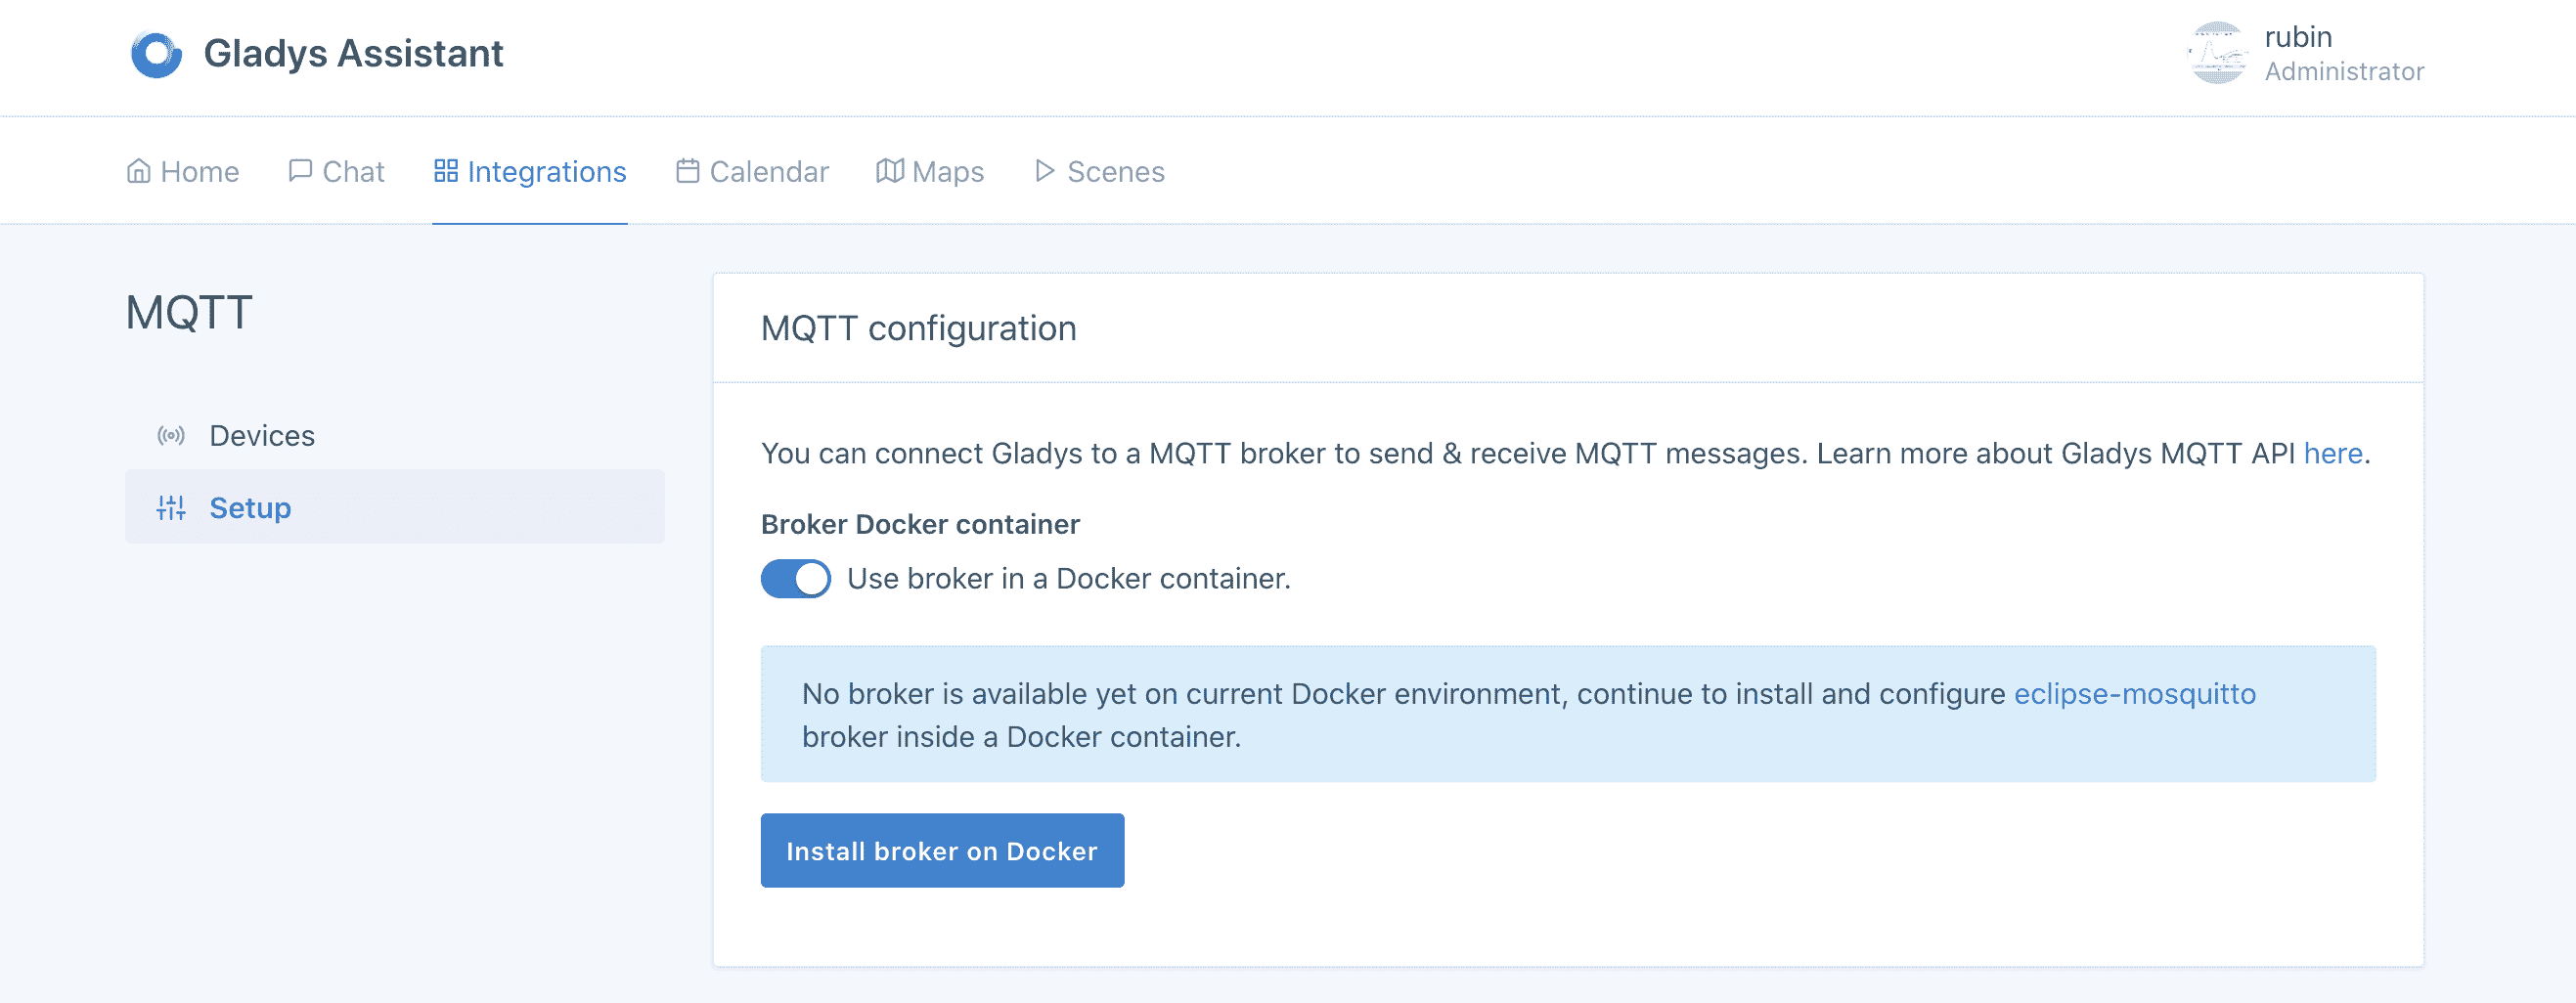 Gladys Assistant
rubin
Administrator
Home Chat Integrations Calendar Maps Scenes
MQTT
Devices
Setup
MQTT configuration
You can connect Gladys to a MQTT broker to send & receive MQTT messages. Learn more about Gladys MQTT API here.
Broker Docker container
Use broker in a Docker container.
No broker is available yet on current Docker environment, continue to install and configure eclipse-mosquitto
broker inside a Docker container.
Install broker on Docker